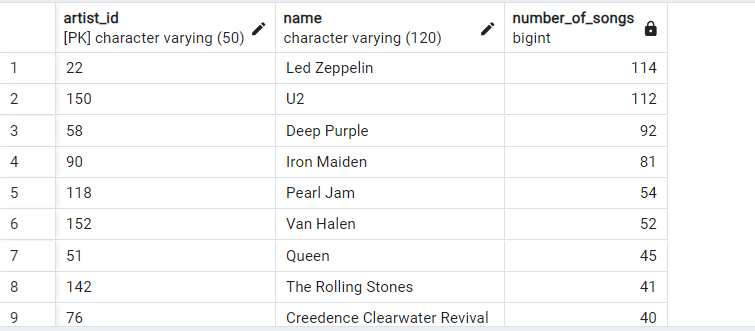 artist_id name number_of_songs
[PK] character varying (50) character varying (120) bigint
1 22 Led Zeppelin 114
2 150 U2 112
3 58 Deep Purple 92
4 90 Iron Maiden 81
5 118 Pearl Jam 54
6 152 Van Halen 52
7 51 Queen 45
8 142 The Rolling Stones 41
9 76 Creedence Clearwater Revival 40